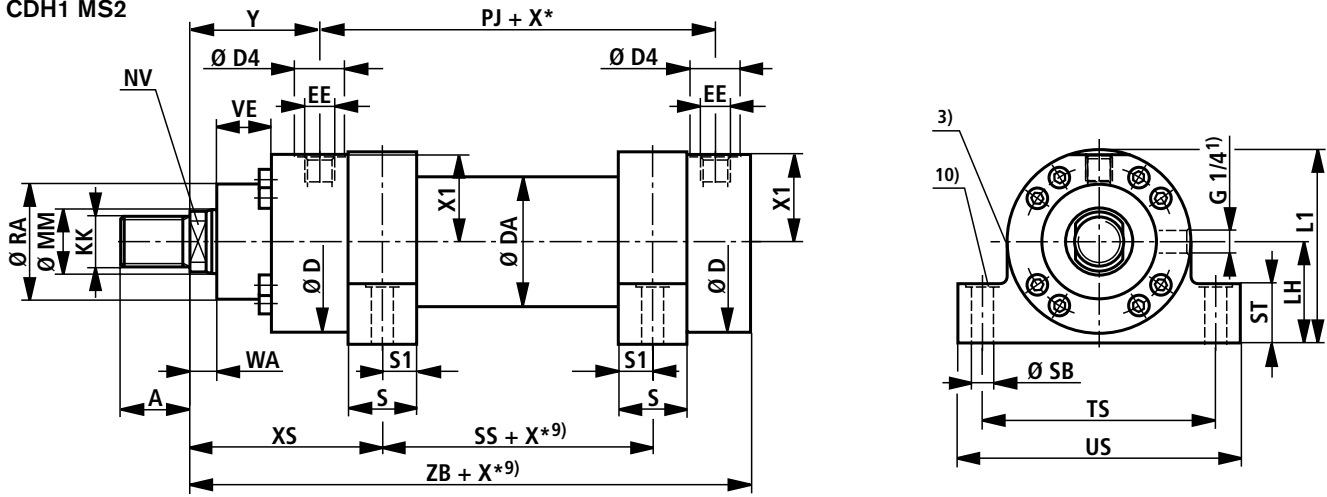 CDH1 MS2
Y
PJ + X*
Ø D4
Ø D4
NV
EE
EE
VE
3)
10)
G 1/4¹⁾
X1
X1
L1
Ø RA
Ø MM
KK
Ø DA
Ø D
Ø D
LH
ST
S1
S1
WA
Ø SB
A
S
S
TS
XS
SS + X*⁹⁾
US
ZB + X*⁹⁾